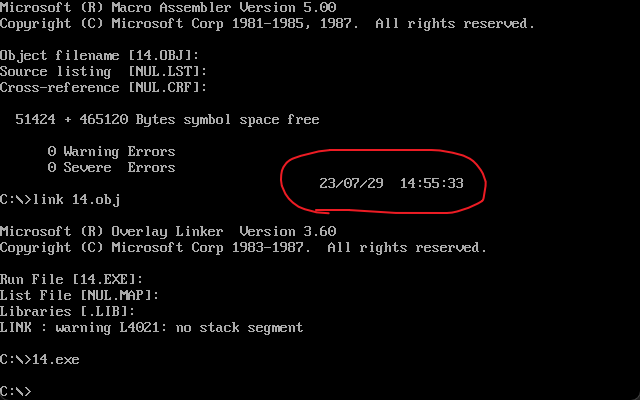 Microsoft (R) Macro Assembler Version 5.00
Copyright (C) Microsoft Corp 1981-1985, 1987.  All rights reserved.
Object filename [14.OBJ]:
Source listing  [NUL.LST]:
Cross-reference [NUL.CRF]:
51424 + 465120 Bytes symbol space free
0 Warning Errors
0 Severe  Errors
23/07/29  14:55:33
C:\>link 14.obj
Microsoft (R) Overlay Linker  Version 3.60
Copyright (C) Microsoft Corp 1983-1987.  All rights reserved.
Run File [14.EXE]:
List File [NUL.MAP]:
Libraries [.LIB]:
LINK : warning L4021: no stack segment
C:\>14.exe
C:\>